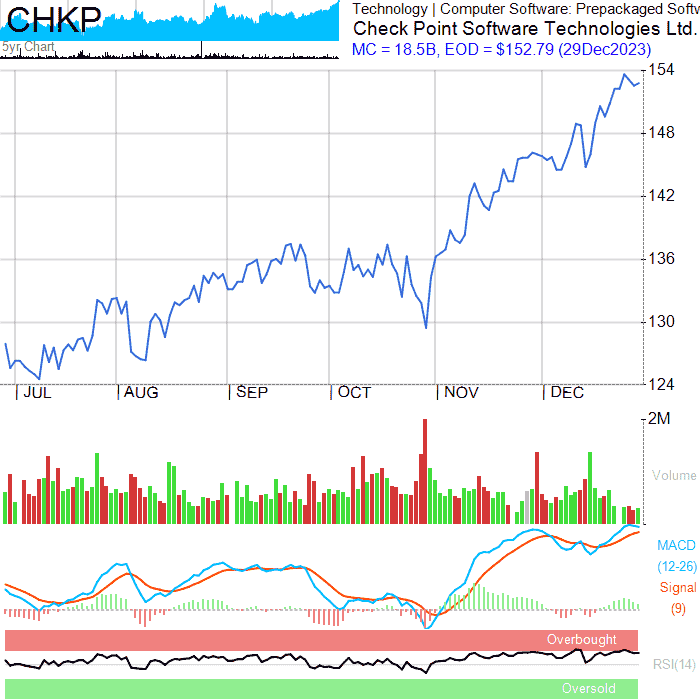 CHKP
5yr Chart
Technology | Computer Software: Prepackaged Softw
Check Point Software Technologies Ltd.
MC = 18.5B, EOD = $152.79 (29Dec2023)
154
148
142
136
130
124
JUL AUG SEP OCT NOV DEC
2M
Volume
MACD
(12-26)
Signal
(9)
Overbought
RSI(14)
Oversold